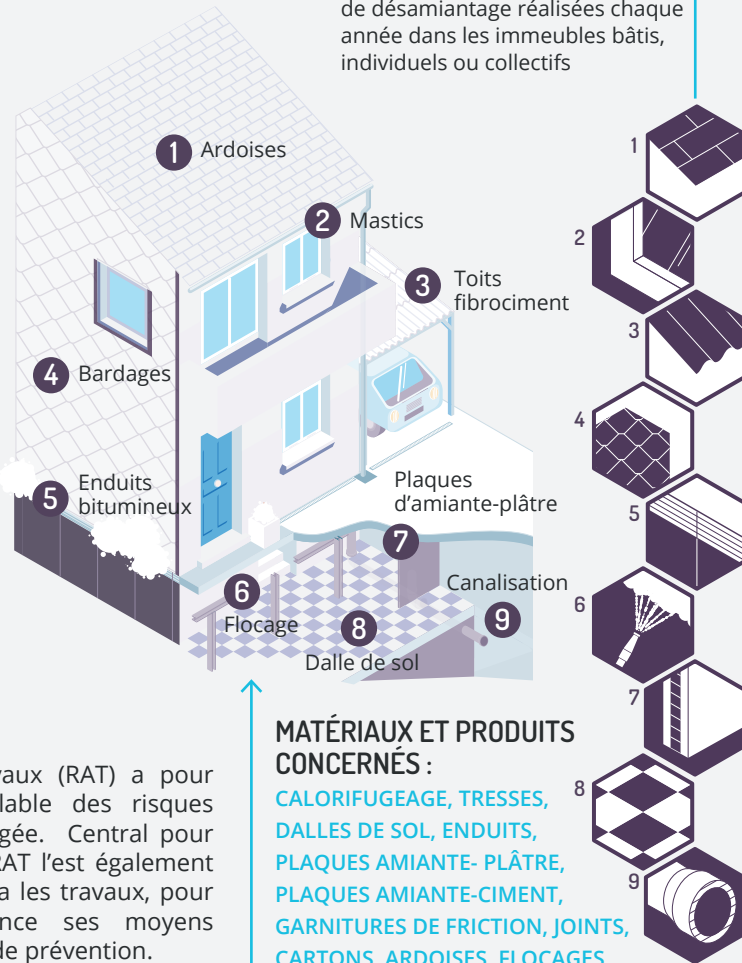 de désamiantage réalisées chaque
année dans les immeubles bâtis,
individuels ou collectifs
1 Ardoises
2 Mastics
3 Toits
fibrociment
4 Bardages
5 Enduits
bitumineux
Plaques
d’amiante-plâtre
7
6
Flocage
8
Dalle de sol
Canalisation
9
1
2
3
4
5
6
7
8
9
vaux (RAT) a pour
lable des risques
gée. Central pour
RAT l’est également
a les travaux, pour
nce ses moyens
de prévention.
MATÉRIAUX ET PRODUITS
CONCERNÉS :
CALORIFUGEAGE, TRESSES,
DALLES DE SOL, ENDUITS,
PLAQUES AMIANTE- PLÂTRE,
PLAQUES AMIANTE-CIMENT,
GARNITURES DE FRICTION, JOINTS,
CARTONS, ARDOISES, FLOCAGES